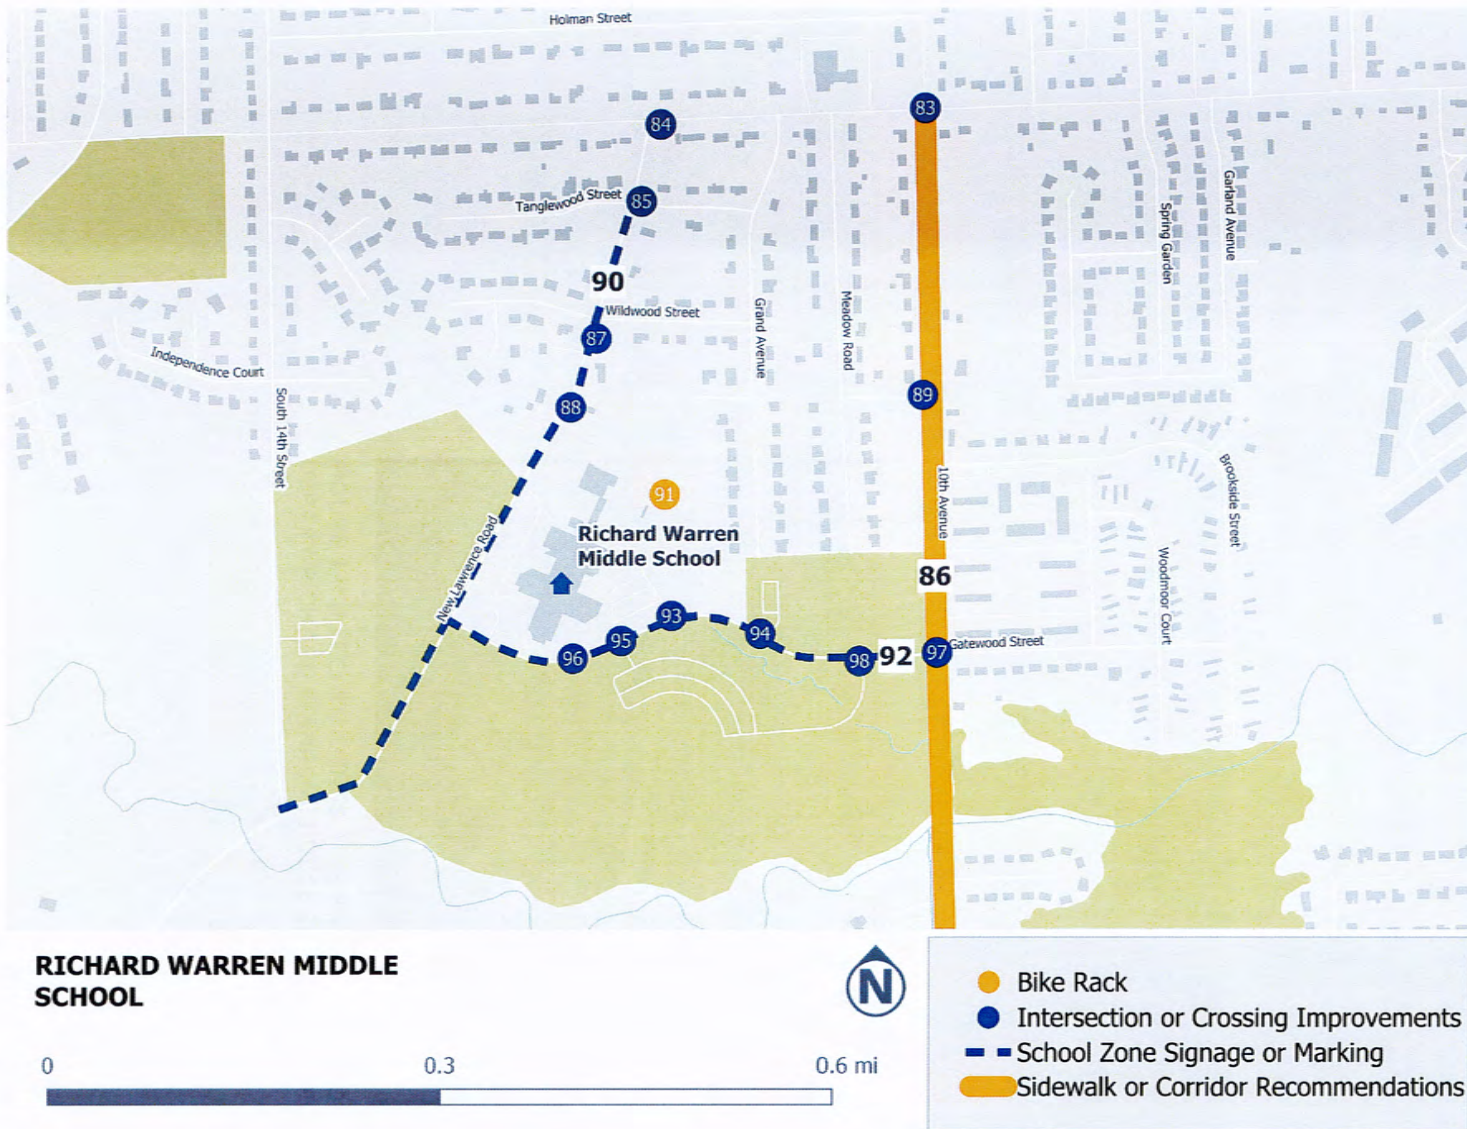 Holman Street
83
84
85
Tanglewood Street
Garland Avenue
Spring Garden
90
Wildwood Street
Grand Avenue
Meadow Road
87
Independence Court
South 14th Street
88
89
Brookside Street
10th Avenue
91
Richard Warren
Middle School
New Lawrence Road
Woodmoor Court
86
93
94
95
96
98
92
97
Gatewood Street
RICHARD WARREN MIDDLE
SCHOOL
N
0
0.3
0.6 mi
Bike Rack
Intersection or Crossing Improvements
School Zone Signage or Marking
Sidewalk or Corridor Recommendations